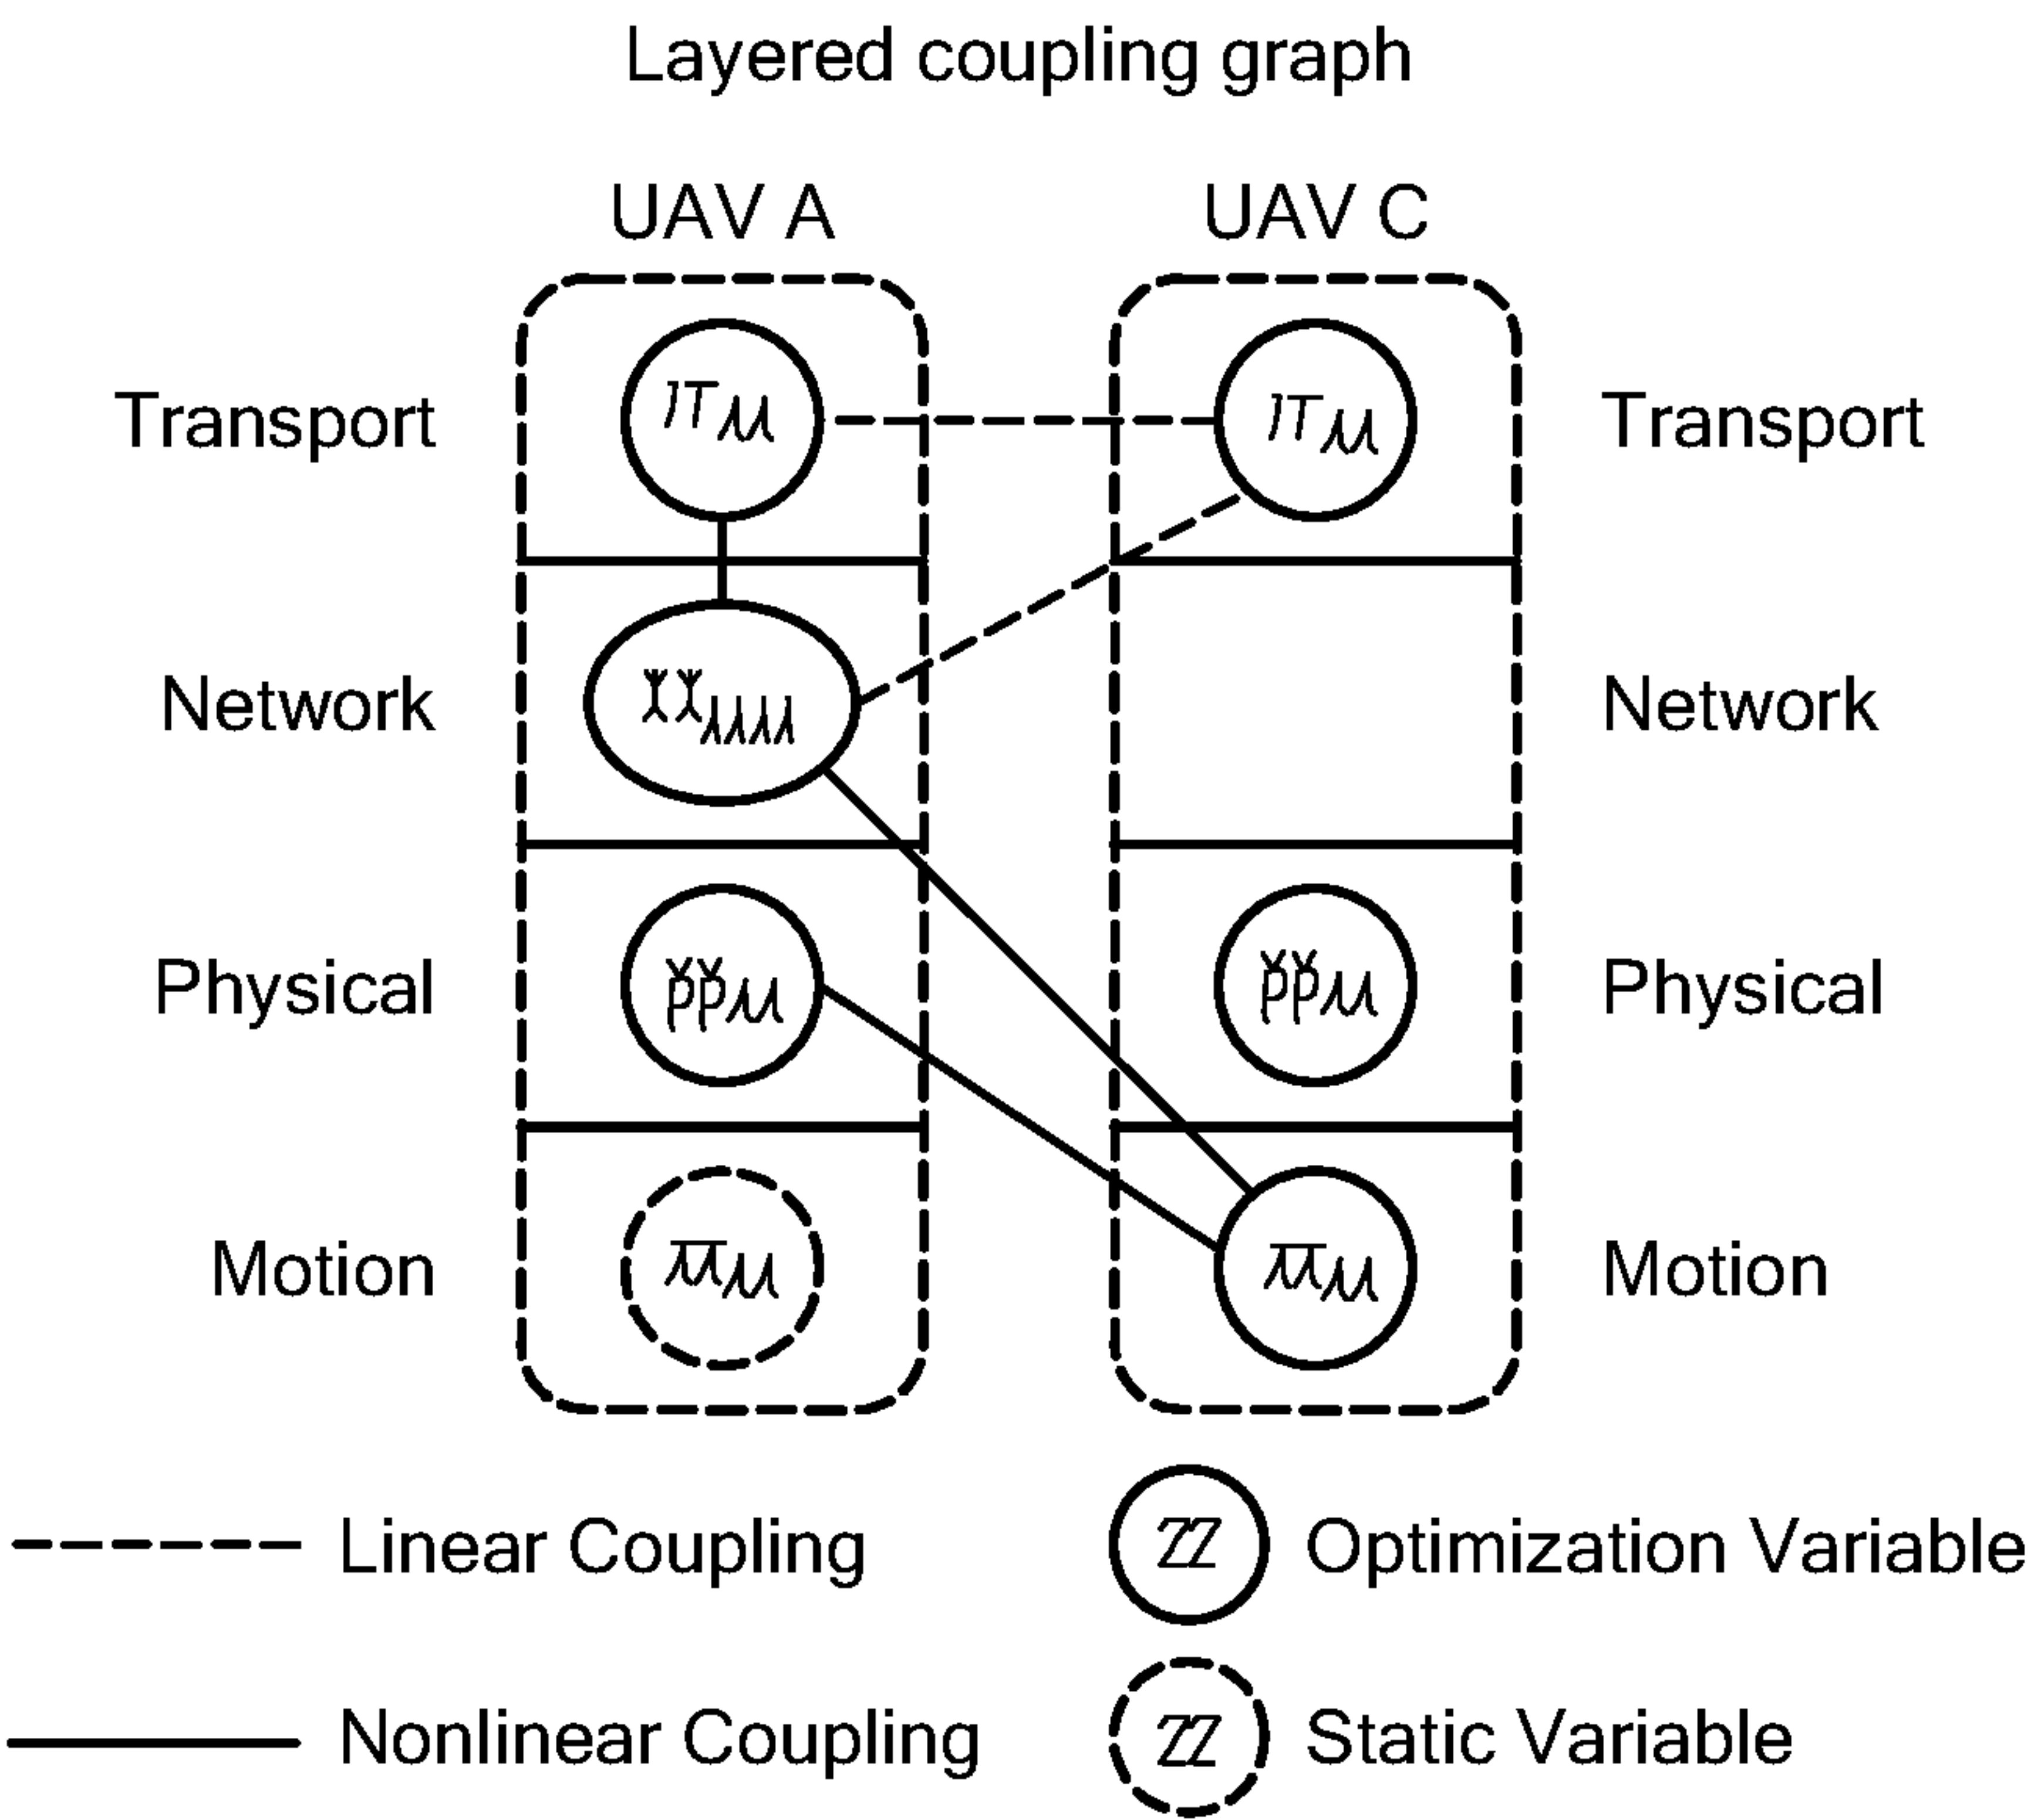 Layered coupling graph
UAV A
UAV C
Transport
Transport
Network
Network
Physical
Physical
Motion
Motion
Linear Coupling
Optimization Variable
Nonlinear Coupling
Static Variable